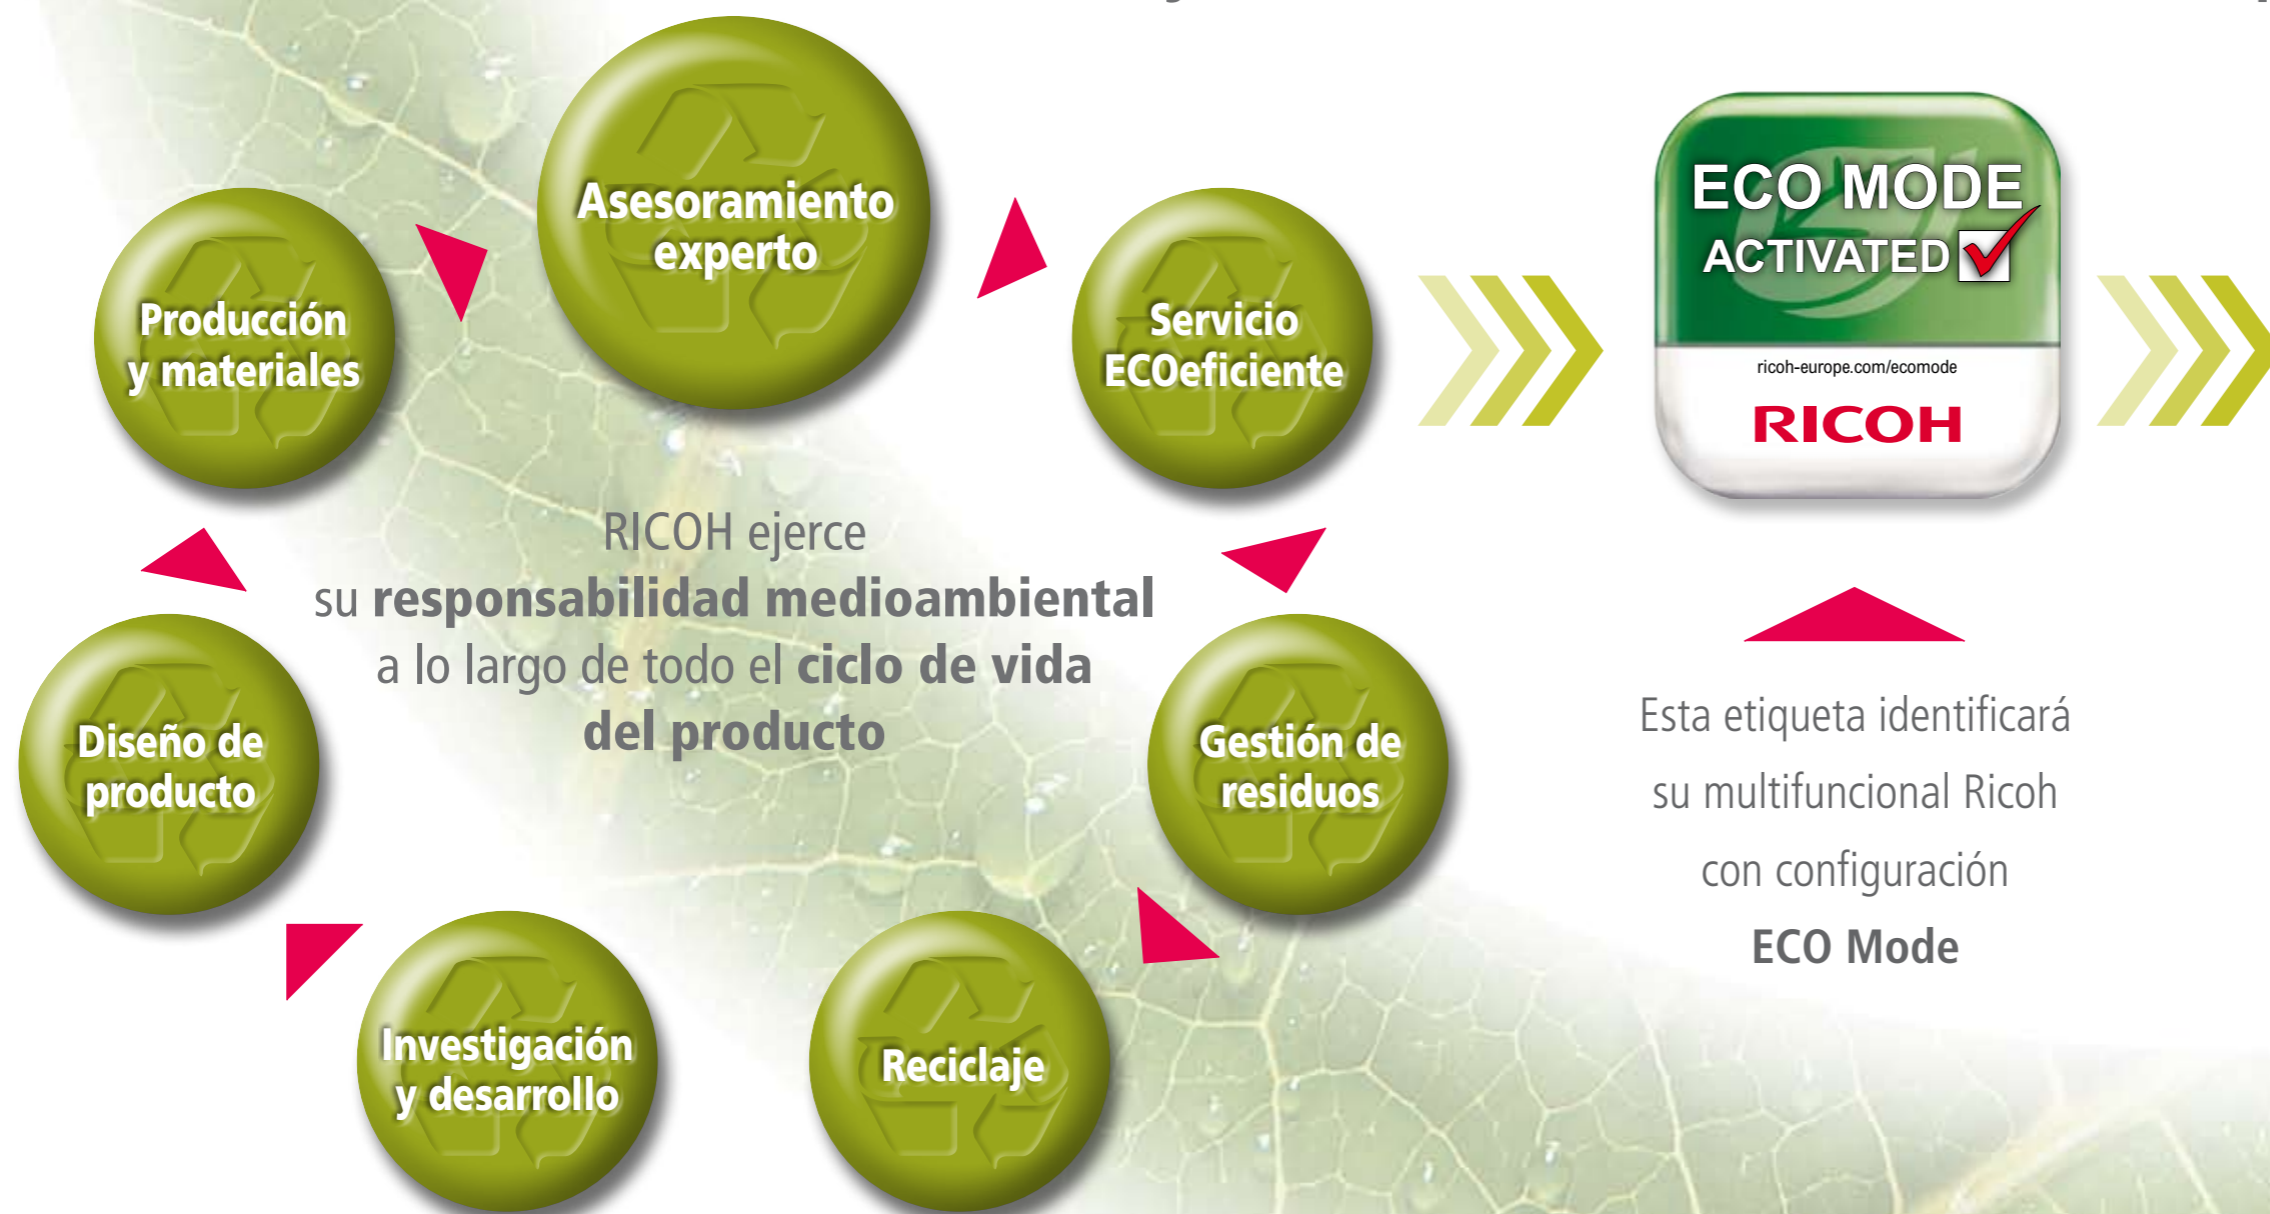 Asesoramiento
experto
Producción
y materiales
Servicio
ECOeficiente
ECO MODE
ACTIVATED
ricoh-europe.com/ecomode
RICOH
RICOH ejerce
su responsabilidad medioambiental
a lo largo de todo el ciclo de vida
del producto
Diseño de
producto
Gestión de
residuos
Esta etiqueta identificará
su multifuncional Ricoh
con configuración
ECO Mode
Investigación
y desarrollo
Reciclaje